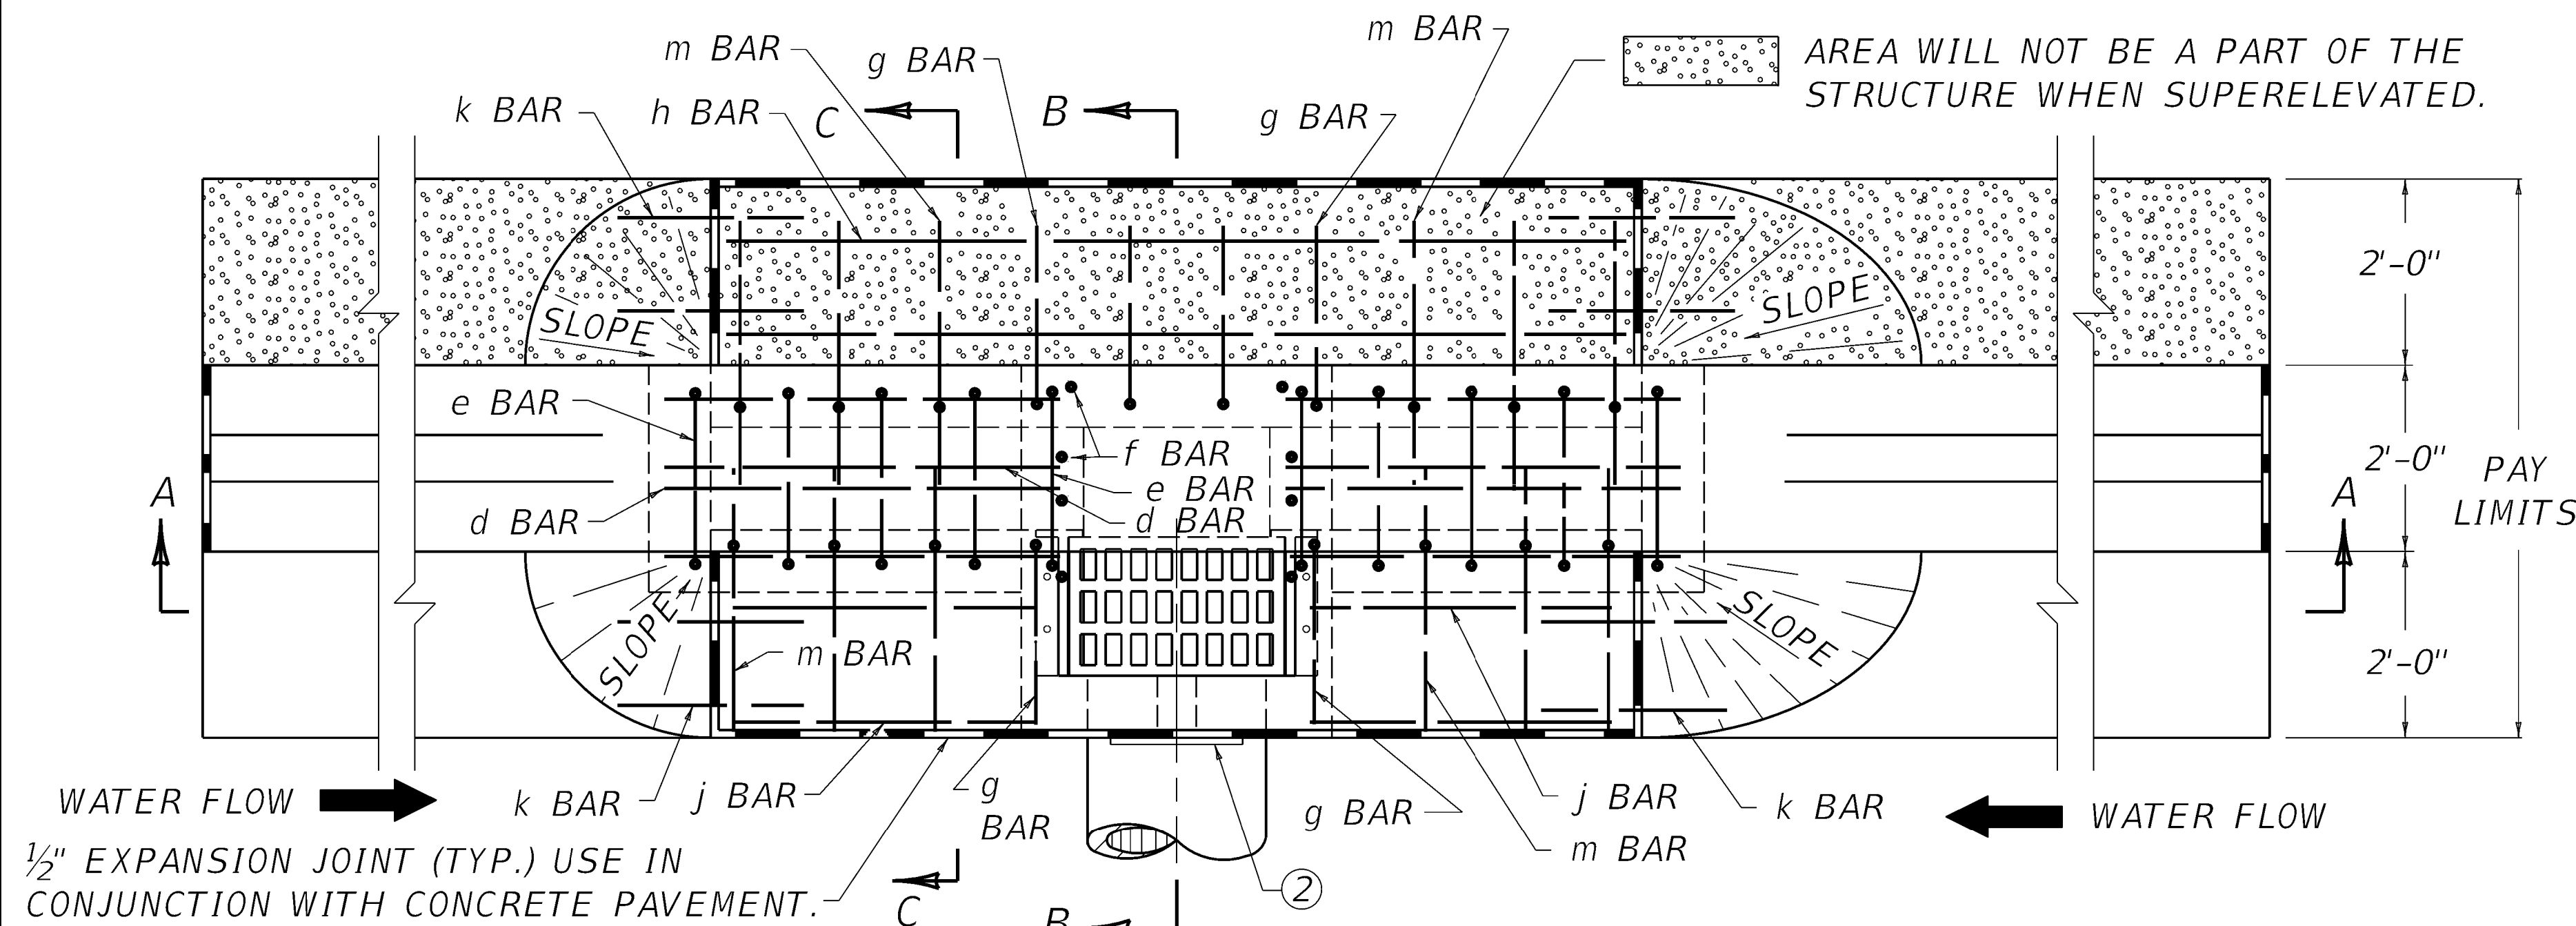 m BAR
g BAR
m BAR
AREA WILL NOT BE A PART OF THE
STRUCTURE WHEN SUPERELEVATED.
k BAR
h BAR
C
B
g BAR
2'-0"
SLOPE
SLOPE
e BAR
f BAR
e BAR
d BAR
d BAR
A
A
2'-0"
PAY
LIMITS
SLOPE
SLOPE
m BAR
2'-0"
WATER FLOW
k BAR
j BAR
g
BAR
g BAR
j BAR
m BAR
k BAR
WATER FLOW
½" EXPANSION JOINT (TYP.) USE IN
CONJUNCTION WITH CONCRETE PAVEMENT.
C
B
2